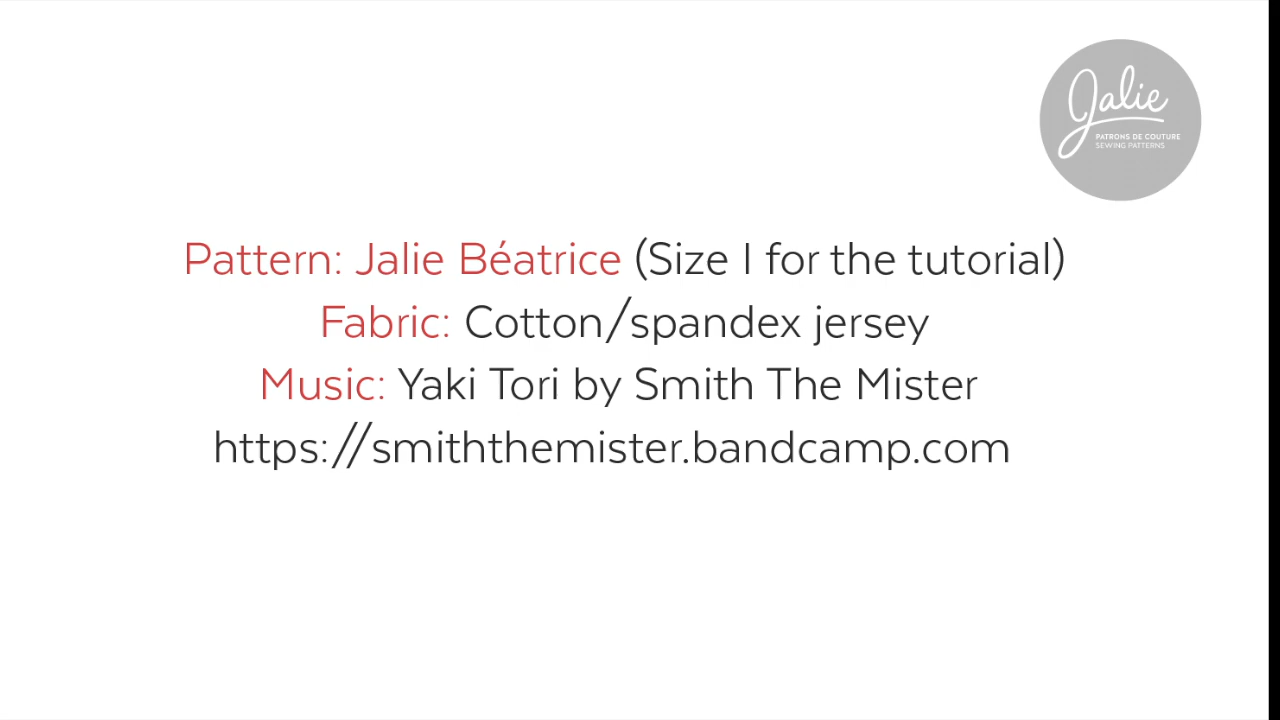 Jalie
PATRONS DE COUTURE
SEWING PATTERNS
Pattern: Jalie Béatrice (Size I for the tutorial)
Fabric: Cotton/spandex jersey
Music: Yaki Tori by Smith The Mister
https://smiththemister.bandcamp.com